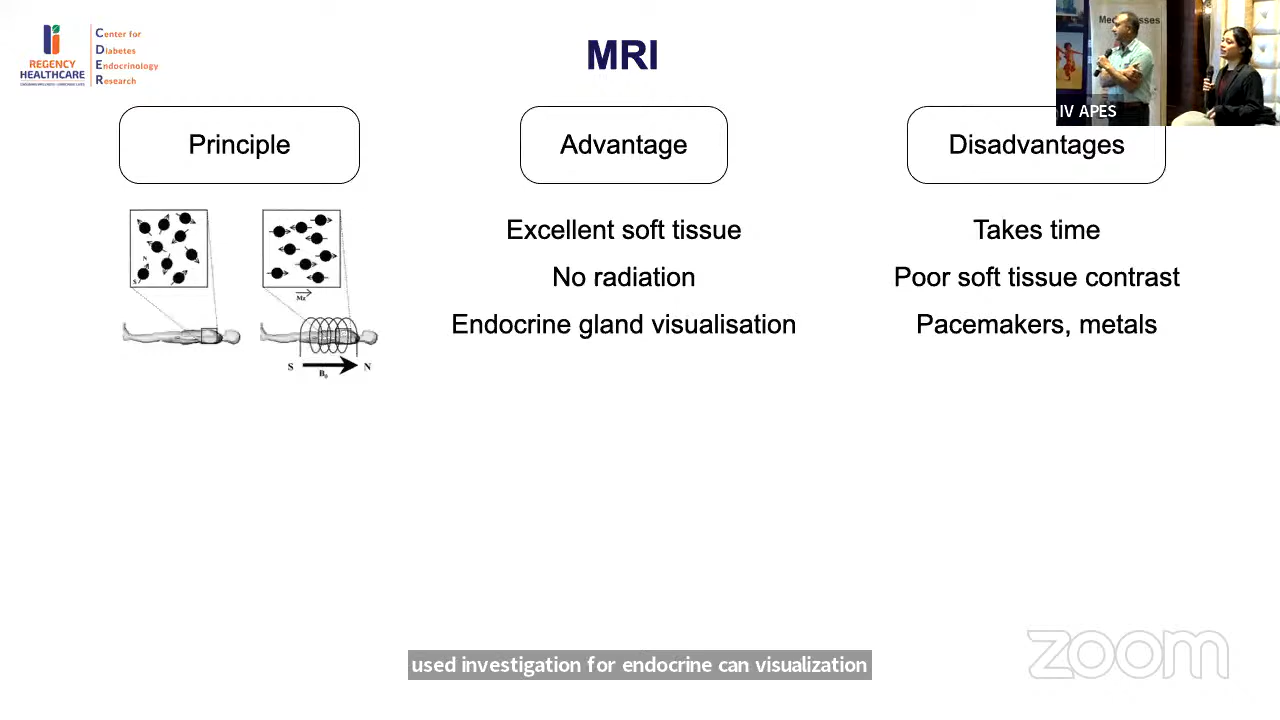 REGENCY
HEALTHCARE
Center for
Diabetes
Endocrinology
Research
MRI
IV APES
Principle
Advantage
Disadvantages
Excellent soft tissue
No radiation
Endocrine gland visualisation
Takes time
Poor soft tissue contrast
Pacemakers, metals
N
S
Mz
S
B0
N
used investigation for endocrine can visualization
zoom